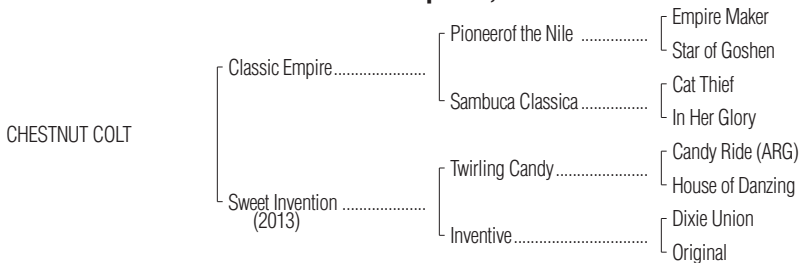 Empire Maker
Pioneerof the Nile ................
Star of Goshen
Classic Empire......................
Cat Thief
Sambuca Classica ................
In Her Glory
CHESTNUT COLT
Candy Ride (ARG)
Twirling Candy......................
House of Danzing
Sweet Invention ....................
(2013)
Dixie Union
Inventive................................
Original